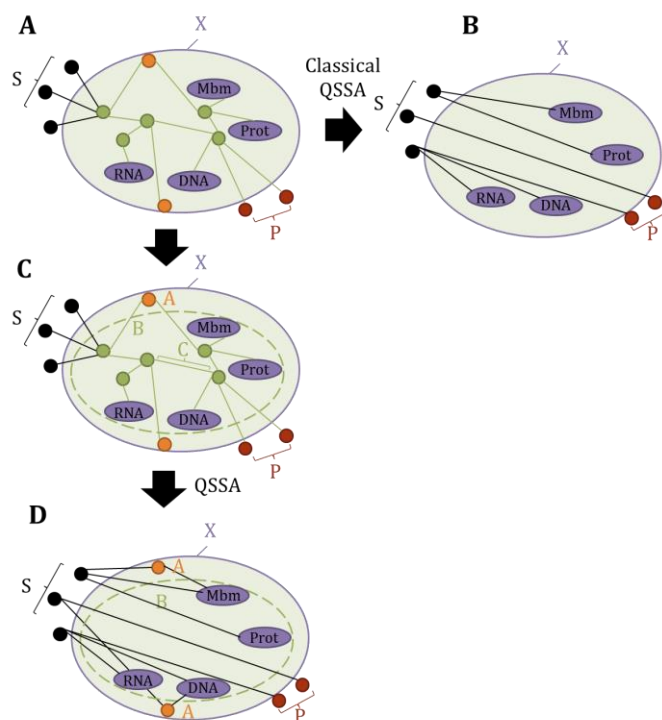 A
X
S
Mbm
Prot
RNA
DNA
P
Classical
QSSA
B
X
S
Mbm
Prot
RNA
DNA
P
C
X
S
A
B
Mbm
C
Prot
RNA
DNA
P
QSSA
D
X
S
A
B
Mbm
Prot
RNA
DNA
A
P